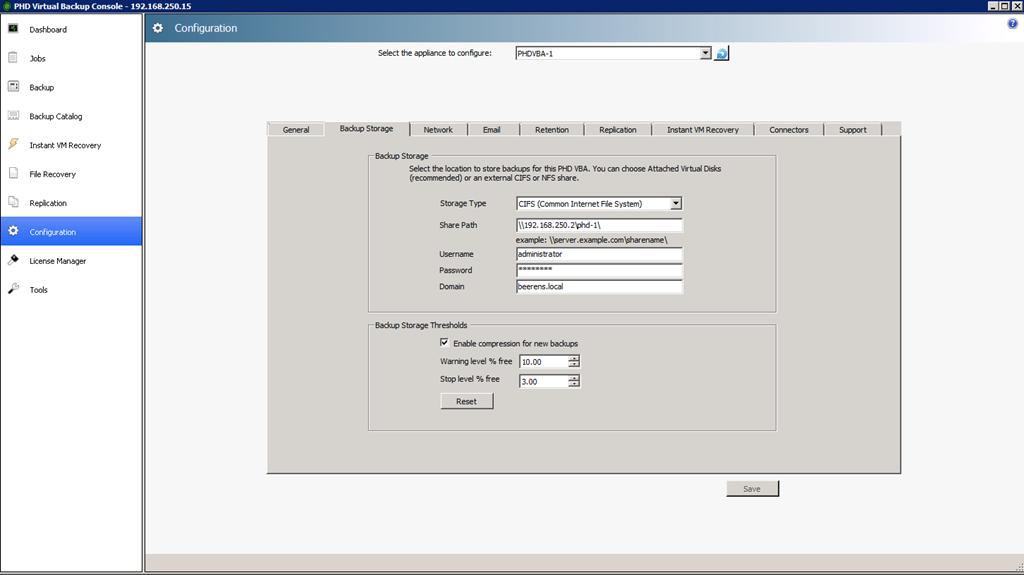 PHD Virtual Backup Console - 192.168.250.15
Dashboard
Jobs
Backup
Backup Catalog
Instant VM Recovery
File Recovery
Replication
Configuration
License Manager
Tools
Configuration
Select the appliance to configure: PHDVBA-1
General Backup Storage Network Email Retention Replication Instant VM Recovery Connectors Support
Backup Storage
Select the location to store backups for this PHD VBA. You can choose Attached Virtual Disks
(recommended) or an external CIFS or NFS share.
Storage Type CIFS (Common Internet File System)
Share Path \\192.168.250.2\phd-1\
example: \\server.example.com\sharename\
Username administrator
Password ********
Domain beerens.local
Backup Storage Thresholds
Enable compression for new backups
Warning level % free 10.00
Stop level % free 3.00
Reset
Save